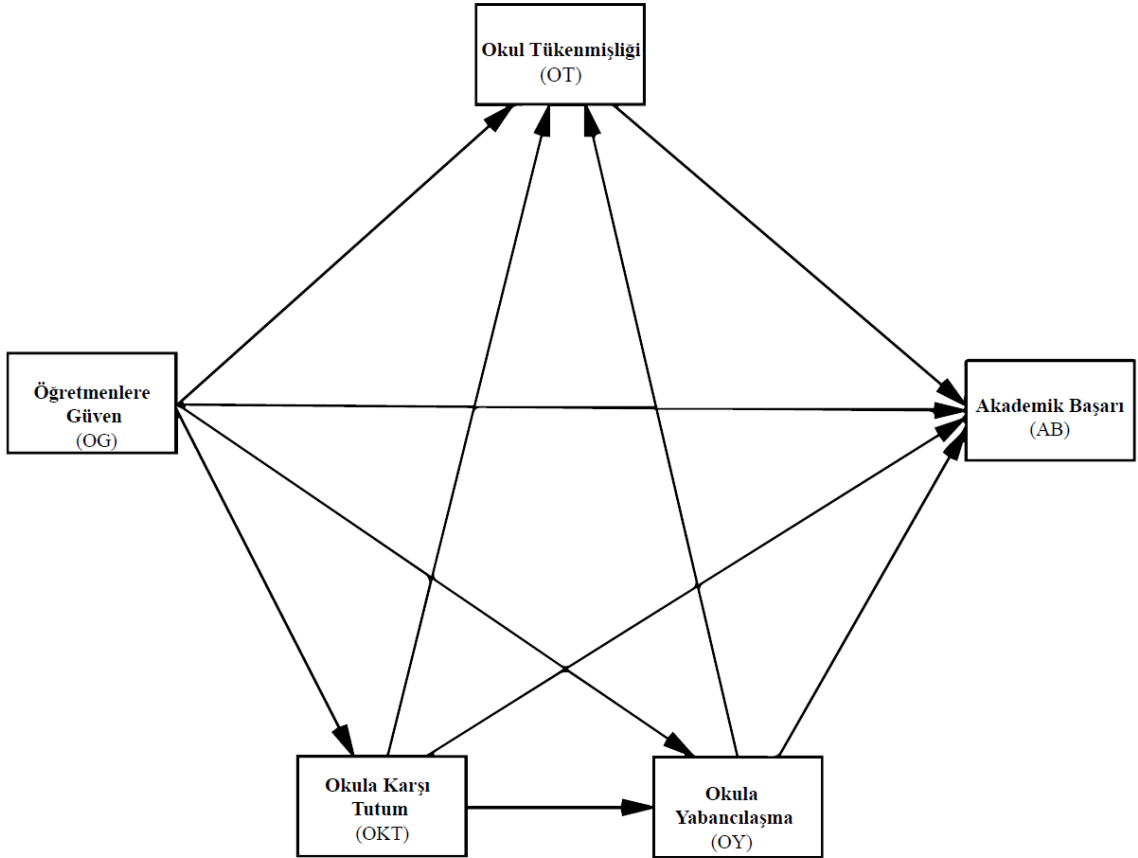 Okul Tükenmişliği
(OT)
Öğretmenlere
Güven
(OG)
Akademik Başarı
(AB)
Okula Karşı
Tutum
(OKT)
Okula
Yabancılaşma
(OY)